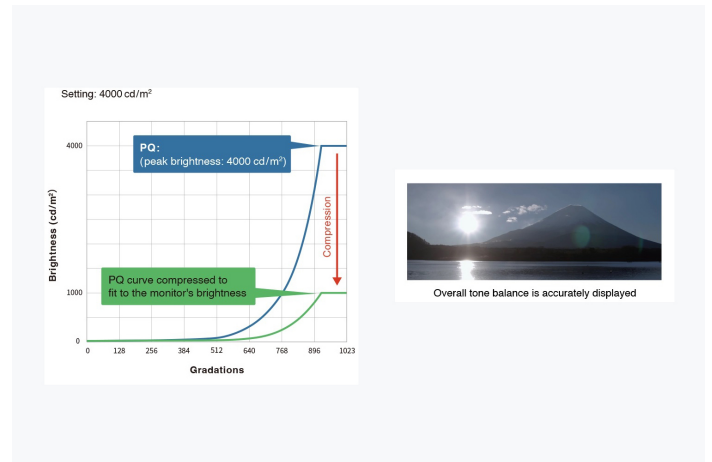 Setting: 4000 cd/m²
4000
PQ:
(peak brightness: 4000 cd/m²)
Compression
Brightness (cd/m²)
PQ curve compressed to
fit to the monitor's brightness
1000
0
0 128 256 384 512 640 768 896 1023
Gradations
Overall tone balance is accurately displayed